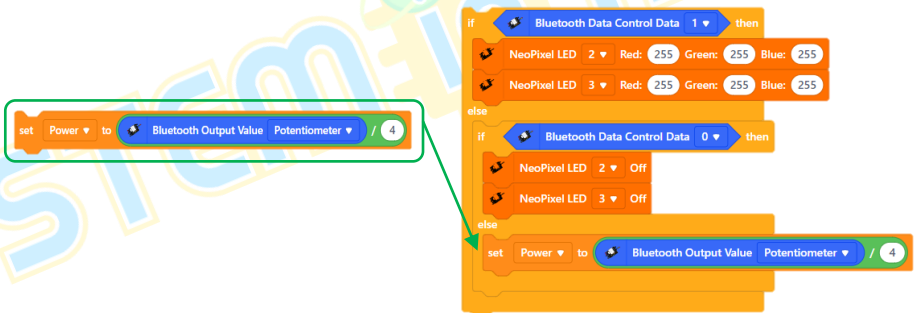 if Bluetooth Data Control Data 1 then
NeoPixel LED 2 Red: 255 Green: 255 Blue: 255
NeoPixel LED 3 Red: 255 Green: 255 Blue: 255
else
set Power to Bluetooth Output Value Potentiometer / 4
if Bluetooth Data Control Data 0 then
NeoPixel LED 2 Off
NeoPixel LED 3 Off
else
set Power to Bluetooth Output Value Potentiometer / 4